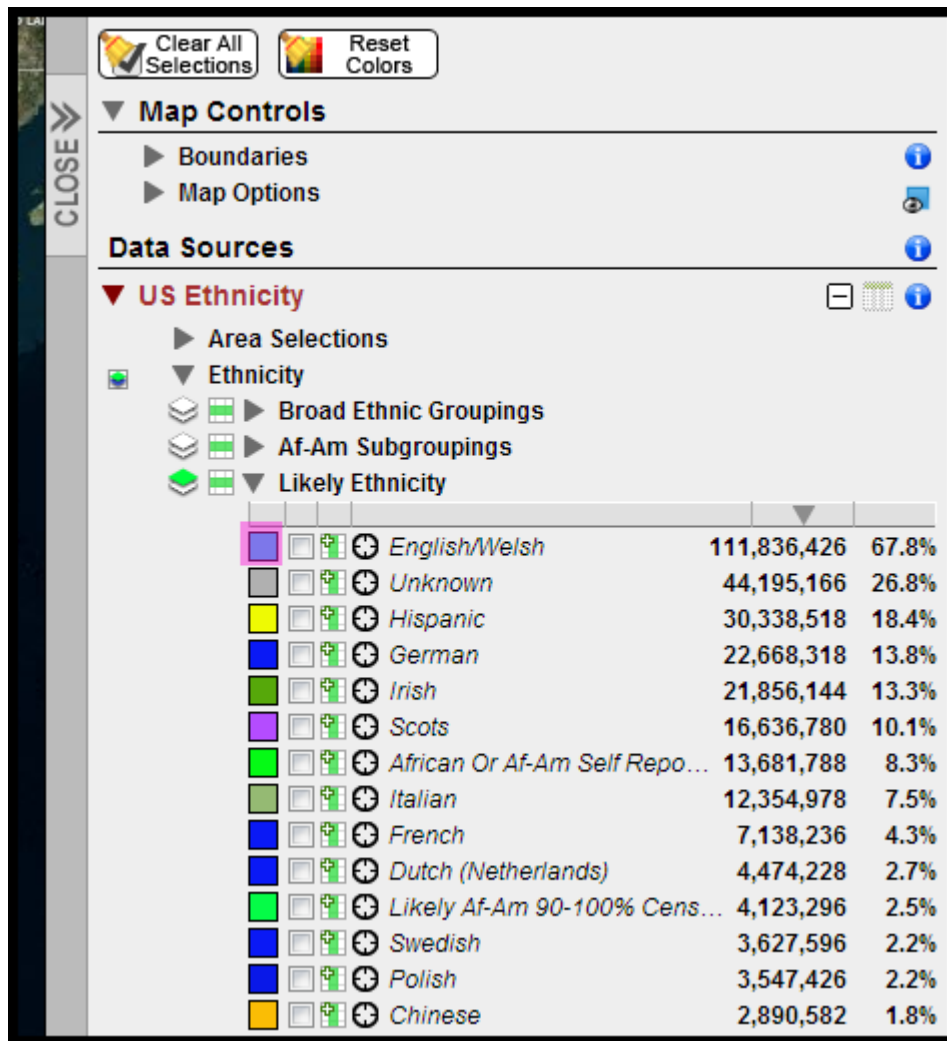 Clear All
Selections
Reset
Colors
CLOSE
Map Controls
Boundaries
Map Options
Data Sources
US Ethnicity
Area Selections
Ethnicity
Broad Ethnic Groupings
Af-Am Subgroupings
Likely Ethnicity
English/Welsh 111,836,426 67.8%
Unknown 44,195,166 26.8%
Hispanic 30,338,518 18.4%
German 22,668,318 13.8%
Irish 21,856,144 13.3%
Scots 16,636,780 10.1%
African Or Af-Am Self Repo... 13,681,788 8.3%
Italian 12,354,978 7.5%
French 7,138,236 4.3%
Dutch (Netherlands) 4,474,228 2.7%
Likely Af-Am 90-100% Cens... 4,123,296 2.5%
Swedish 3,627,596 2.2%
Polish 3,547,426 2.2%
Chinese 2,890,582 1.8%